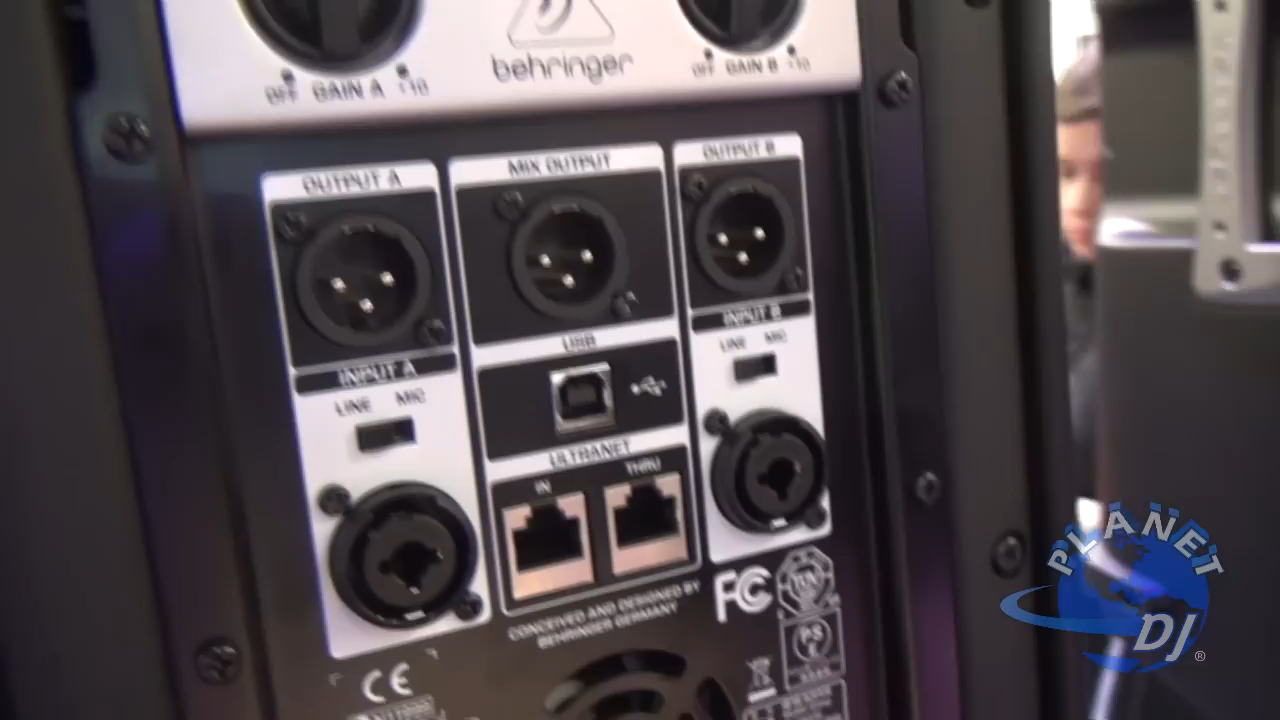 behringer
OFF GAIN A +10
OFF GAIN B +10
OUTPUT A
MIX OUTPUT
OUTPUT B
INPUT A
USB
INPUT B
LINE MIC
LINE MIC
ULTRANET
IN THRU
CONCEIVED AND DESIGNED BY
BEHRINGER GERMANY
FC
CE
PS
E
PLANET
DJ ®